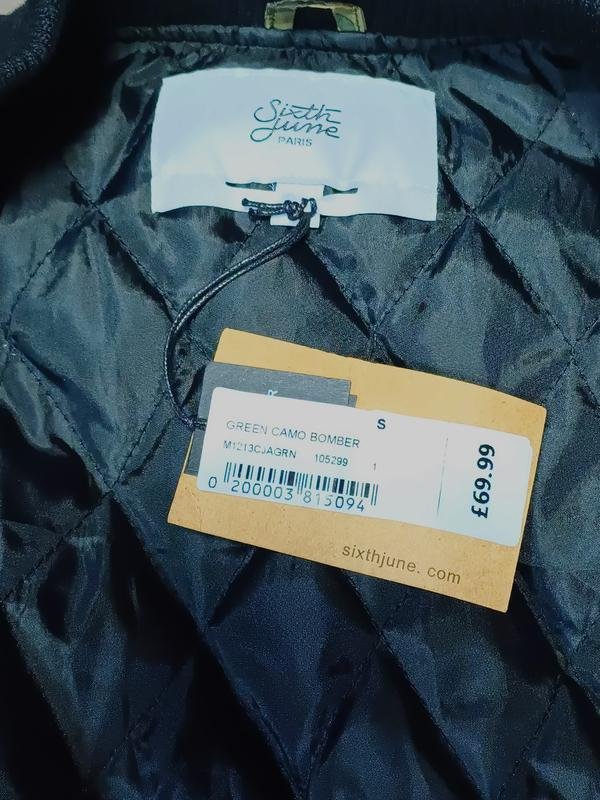 Sixth
June
PARIS
R
S
GREEN CAMO BOMBER
M1213CJAGRN 105299 1
0 200003 815094
£69.99
sixthjune. com